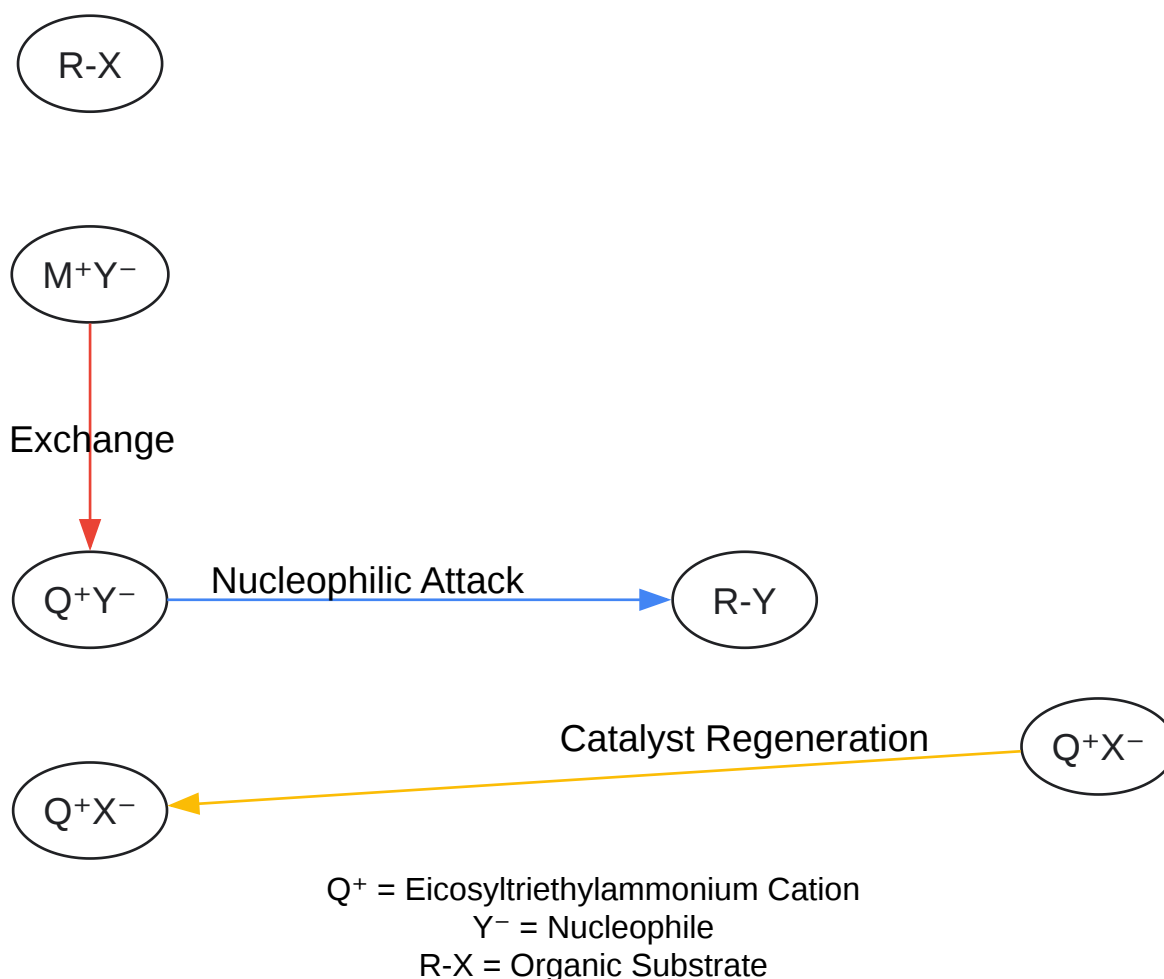 R-X
M⁺Y⁻
Exchange
Q⁺Y⁻
Nucleophilic Attack
R-Y
Catalyst Regeneration
Q⁺X⁻
Q⁺X⁻
Q⁺ = Eicosyltriethylammonium Cation
Y⁻ = Nucleophile
R-X = Organic Substrate